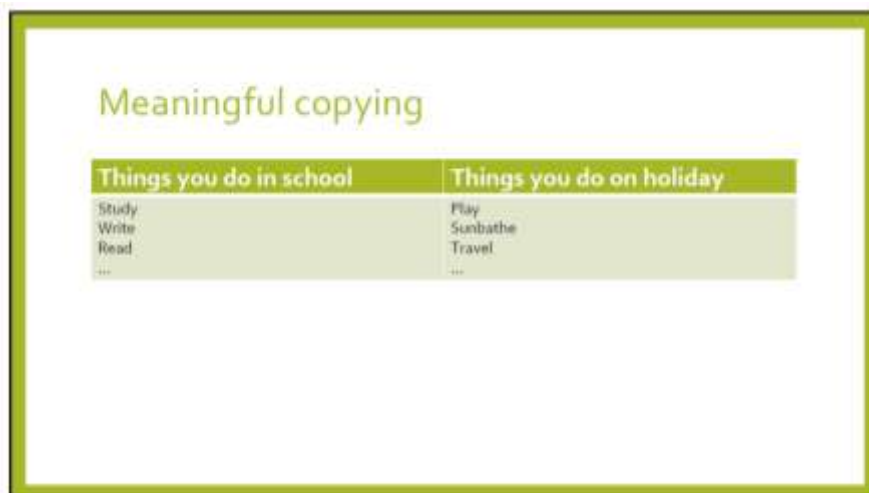 Meaningful copying
Things you do in school
Things you do on holiday
Study
Write
Read
...
Play
Sunbathe
Travel
...